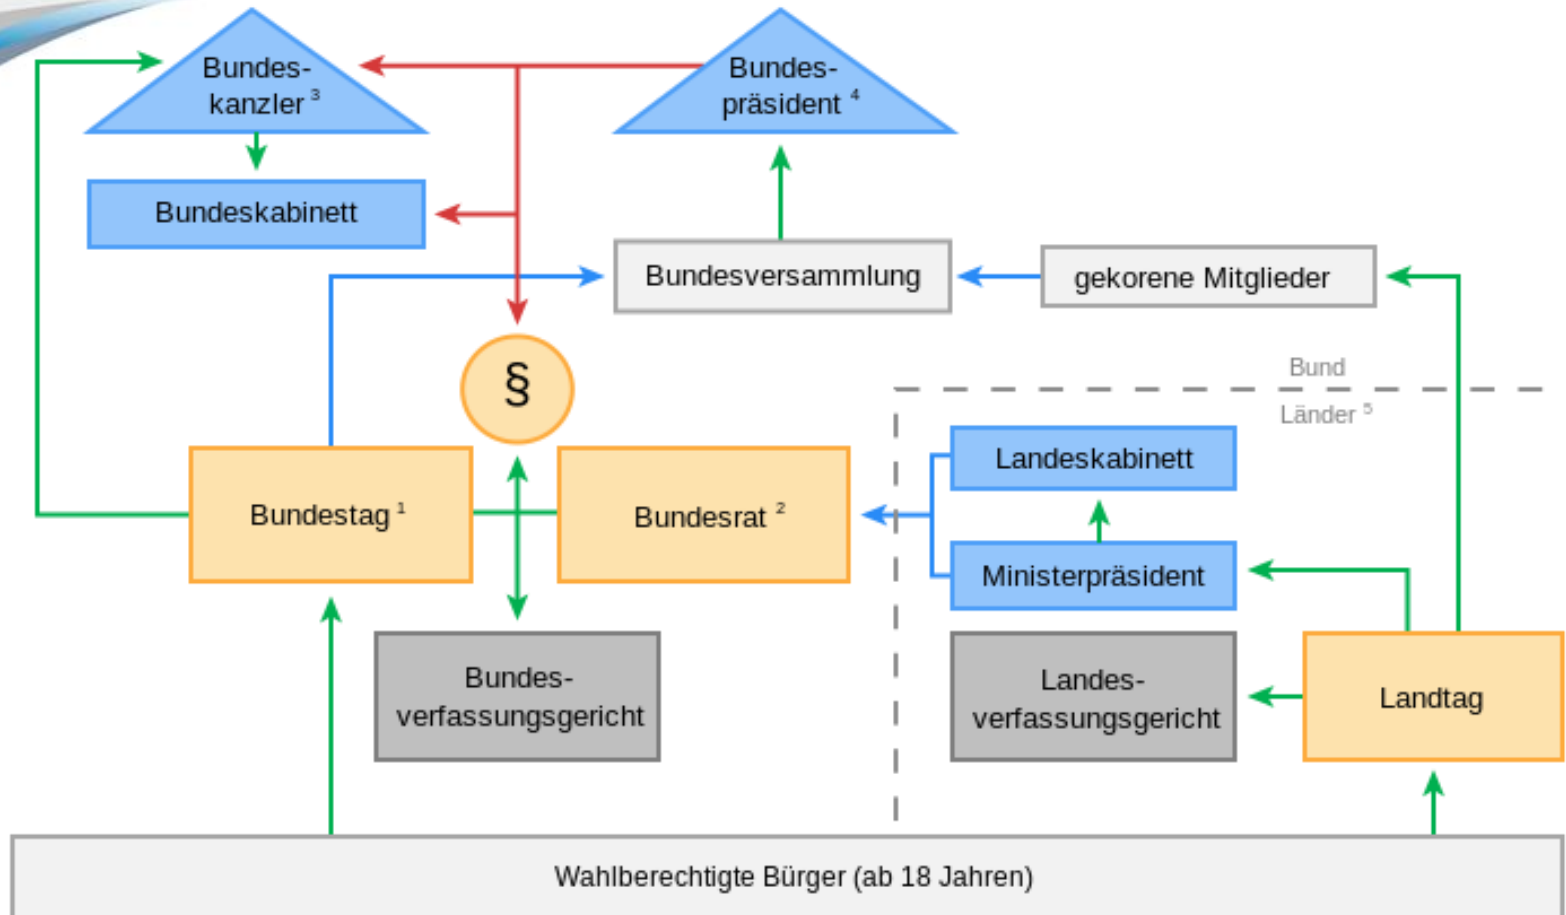 Bundes-
kanzler ³
Bundes-
präsident ⁴
Bundeskabinett
Bundesversammlung
gekorene Mitglieder
§
Bund
Länder ⁵
Landeskabinett
Bundestag ¹
Bundesrat ²
Ministerpräsident
Bundes-
verfassungsgericht
Landes-
verfassungsgericht
Landtag
Wahlberechtigte Bürger (ab 18 Jahren)